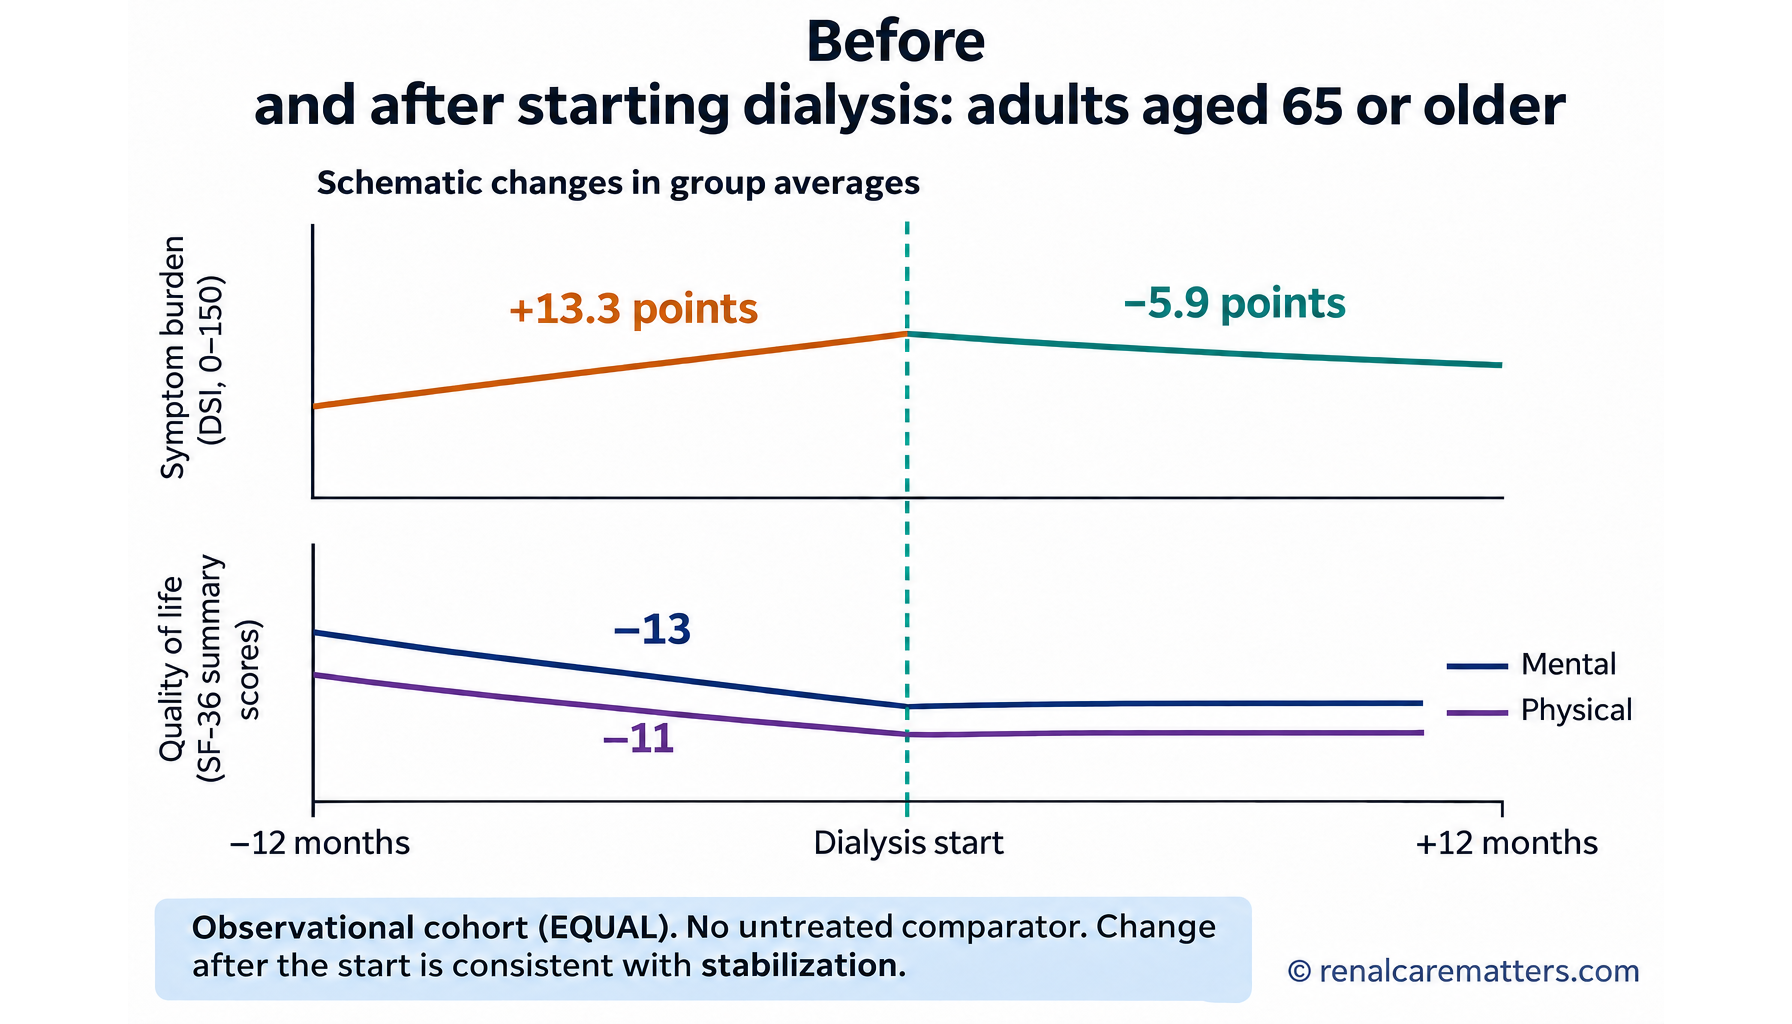 Before
and after starting dialysis: adults aged 65 or older
Schematic changes in group averages
Symptom burden
(DSI, 0–150)
+13.3 points
−5.9 points
Quality of life
(SF-36 summary
scores)
−13
−11
Mental
Physical
−12 months
Dialysis start
+12 months
Observational cohort (EQUAL). No untreated comparator. Change
after the start is consistent with stabilization.
© renalcarematters.com